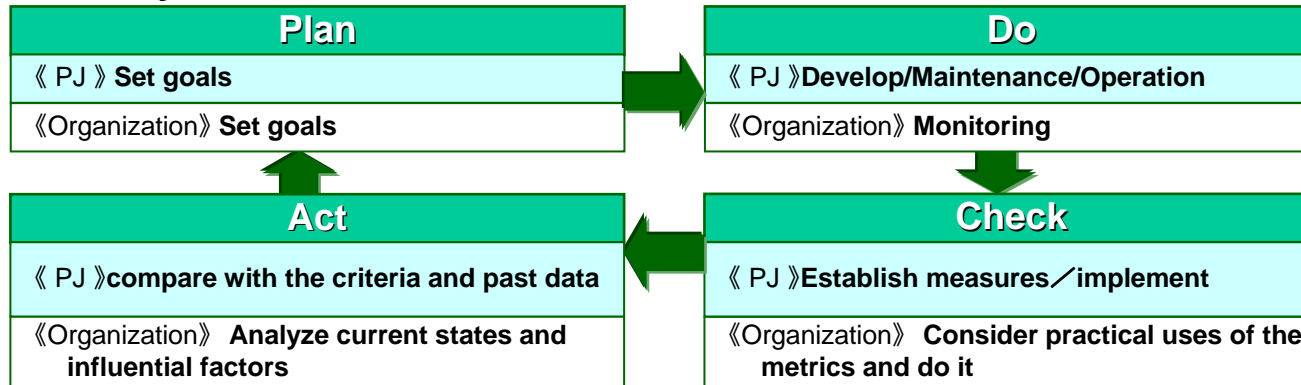 Plan
《 PJ 》 Set goals
《Organization》 Set goals
Do
《 PJ 》Develop/Maintenance/Operation
《Organization》 Monitoring
Act
《 PJ 》compare with the criteria and past data
《Organization》 Analyze current states and
influential factors
Check
《 PJ 》Establish measures／implement
《Organization》 Consider practical uses of the
metrics and do it